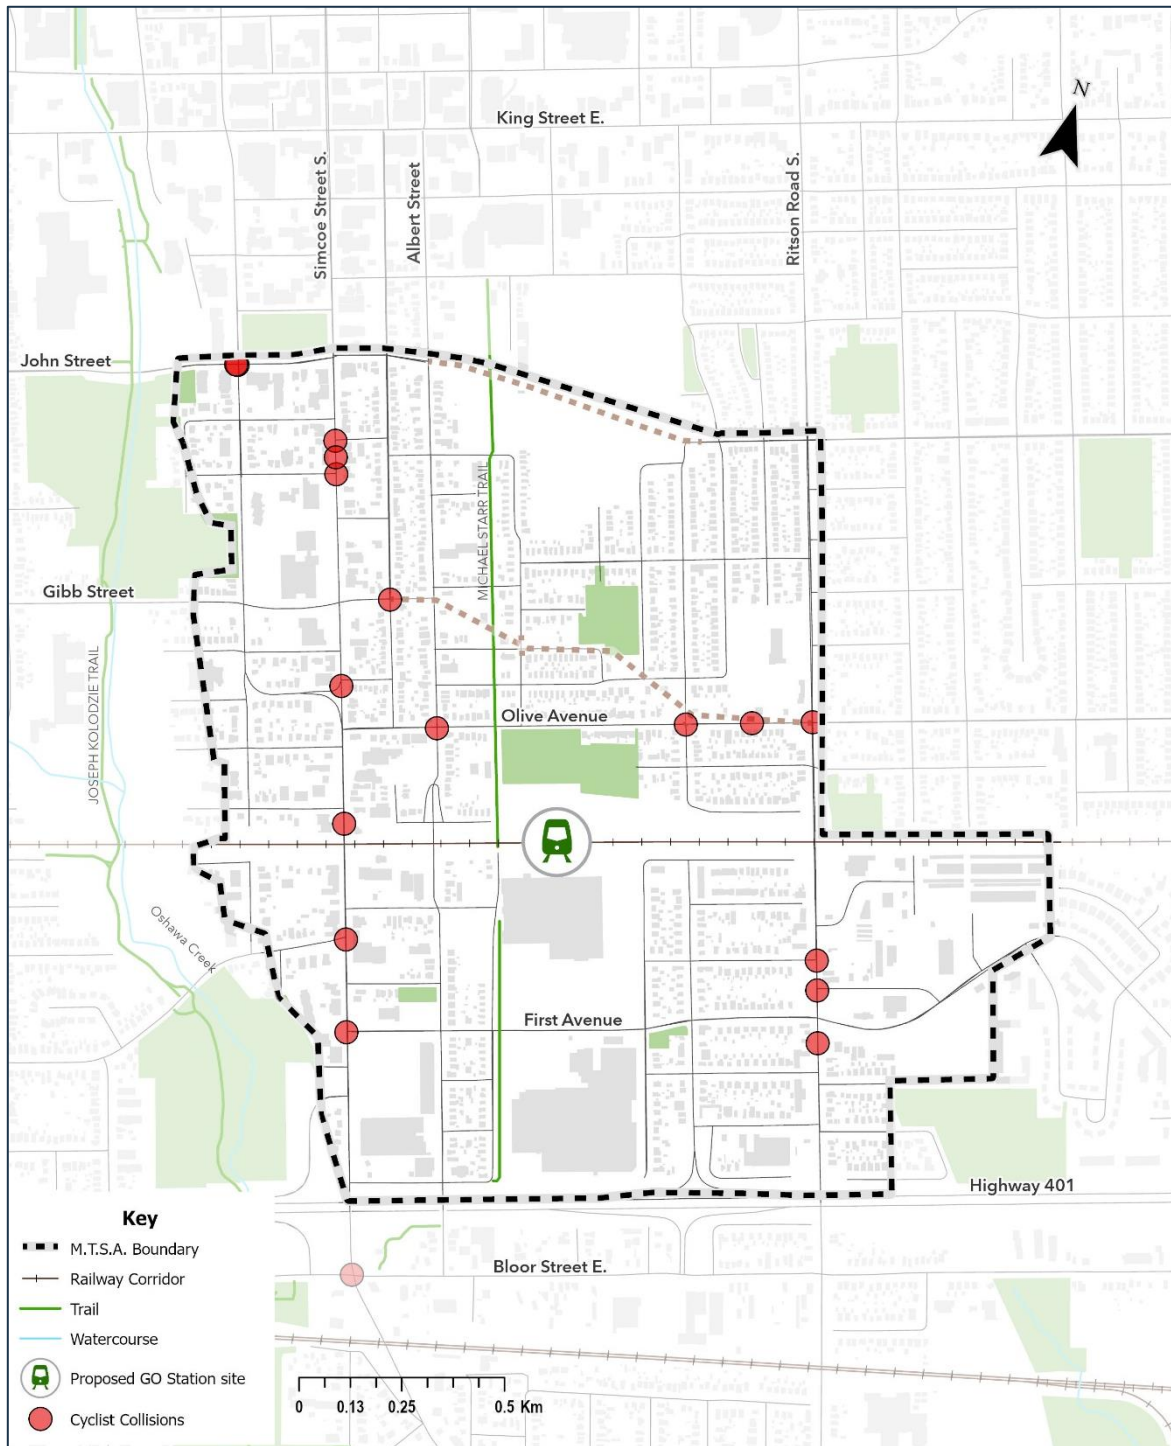 N
King Street E.
Simcoe Street S.
Albert Street
Ritson Road S.
John Street
MICHAEL STARR TRAIL
Gibb Street
JOSEPH KOLODZIE TRAIL
Olive Avenue
Oshawa Creek
First Avenue
Highway 401
Bloor Street E.
Key
M.T.S.A. Boundary
Railway Corridor
Trail
Watercourse
Proposed GO Station site
Cyclist Collisions
0 0.13 0.25 0.5 Km